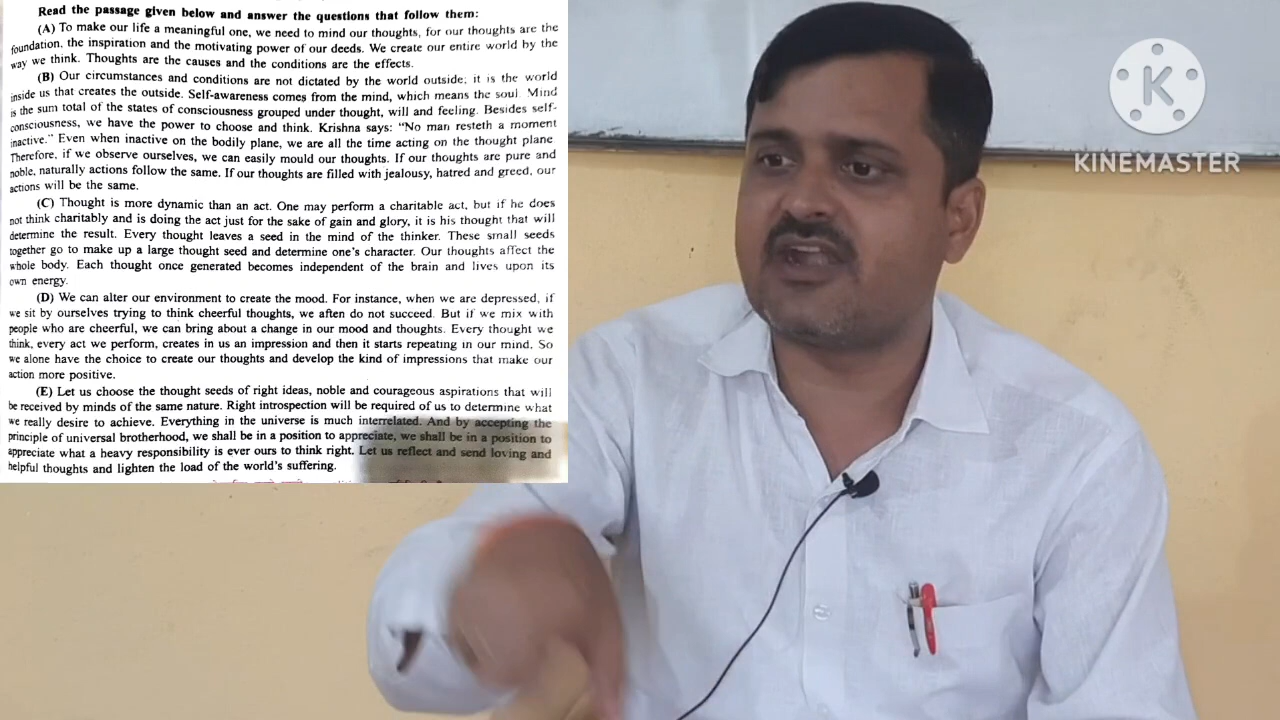 Read the passage given below and answer the questions that follow them:
(A) To make our life a meaningful one, we need to mind our thoughts, for our thoughts are the
foundation, the inspiration and the motivating power of our deeds. We create our entire world by the
way we think. Thoughts are the causes and the conditions are the effects.
(B) Our circumstances and conditions are not dictated by the world outside; it is the world
inside us that creates the outside. Self-awareness comes from the mind, which means the soul. Mind
is the sum total of the states of consciousness grouped under thought, will and feeling. Besides self-
consciousness, we have the power to choose and think. Krishna says: "No man resteth a moment
inactive." Even when inactive on the bodily plane, we are all the time acting on the thought plane.
Therefore, if we observe ourselves, we can easily mould our thoughts. If our thoughts are pure and
noble, naturally actions follow the same. If our thoughts are filled with jealousy, hatred and greed, our
actions will be the same.
(C) Thought is more dynamic than an act. One may perform a charitable act, but if he does
not think charitably and is doing the act just for the sake of gain and glory, it is his thought that will
determine the result. Every thought leaves a seed in the mind of the thinker. These small seeds
together go to make up a large thought seed and determine one's character. Our thoughts affect the
whole body. Each thought once generated becomes independent of the brain and lives upon its
own energy.
(D) We can alter our environment to create the mood. For instance, when we are depressed, if
we sit by ourselves trying to think cheerful thoughts, we aften do not succeed. But if we mix with
people who are cheerful, we can bring about a change in our mood and thoughts. Every thought we
think, every act we perform, creates in us an impression and then it starts repeating in our mind. So
we alone have the choice to create our thoughts and develop the kind of impressions that make our
action more positive.
(E) Let us choose the thought seeds of right ideas, noble and courageous aspirations that will
be received by minds of the same nature. Right introspection will be required of us to determine what
we really desire to achieve. Everything in the universe is much interrelated. And by accepting the
principle of universal brotherhood, we shall be in a position to appreciate, we shall be in a position to
appreciate what a heavy responsibility is ever ours to think right. Let us reflect and send loving and
helpful thoughts and lighten the load of the world's suffering.
K
KINEMASTER